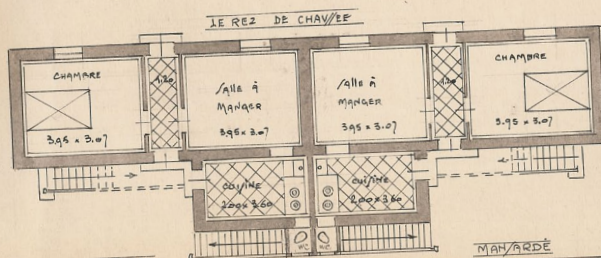 LE REZ DE CHAUSSÉE
CHAMBRE
3.95 x 3.07
1.20
SALLE À
MANGER
3.95 x 3.07
SALLE À
MANGER
3.95 x 3.07
1.20
CHAMBRE
3.95 x 3.07
CUISINE
2.00 x 3.60
CUISINE
2.00 x 3.60
WC
WC
MANSARDÉ